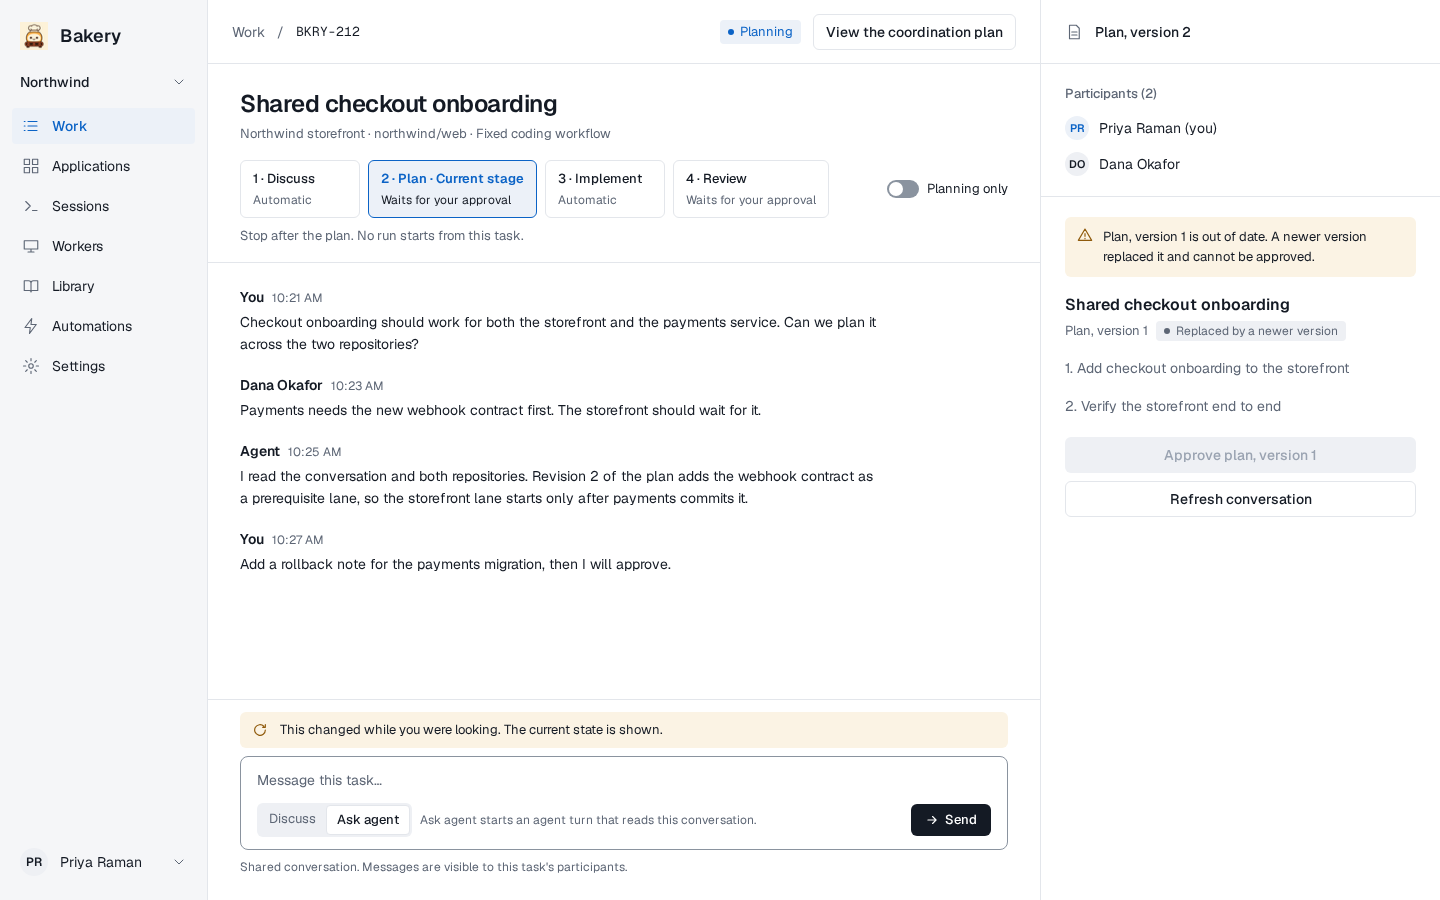 Bakery
Northwind
Work
Applications
Sessions
Workers
Library
Automations
Settings
PR Priya Raman
Work / BKRY-212
Planning
View the coordination plan
Shared checkout onboarding
Northwind storefront · northwind/web · Fixed coding workflow
1 · Discuss
Automatic
2 · Plan · Current stage
Waits for your approval
3 · Implement
Automatic
4 · Review
Waits for your approval
Planning only
Stop after the plan. No run starts from this task.
You 10:21 AM
Checkout onboarding should work for both the storefront and the payments service. Can we plan it
across the two repositories?
Dana Okafor 10:23 AM
Payments needs the new webhook contract first. The storefront should wait for it.
Agent 10:25 AM
I read the conversation and both repositories. Revision 2 of the plan adds the webhook contract as
a prerequisite lane, so the storefront lane starts only after payments commits it.
You 10:27 AM
Add a rollback note for the payments migration, then I will approve.
This changed while you were looking. The current state is shown.
Message this task…
Discuss
Ask agent
Ask agent starts an agent turn that reads this conversation.
→ Send
Shared conversation. Messages are visible to this task's participants.
Plan, version 2
Participants (2)
PR Priya Raman (you)
DO Dana Okafor
Plan, version 1 is out of date. A newer version
replaced it and cannot be approved.
Shared checkout onboarding
Plan, version 1 Replaced by a newer version
1. Add checkout onboarding to the storefront
2. Verify the storefront end to end
Approve plan, version 1
Refresh conversation